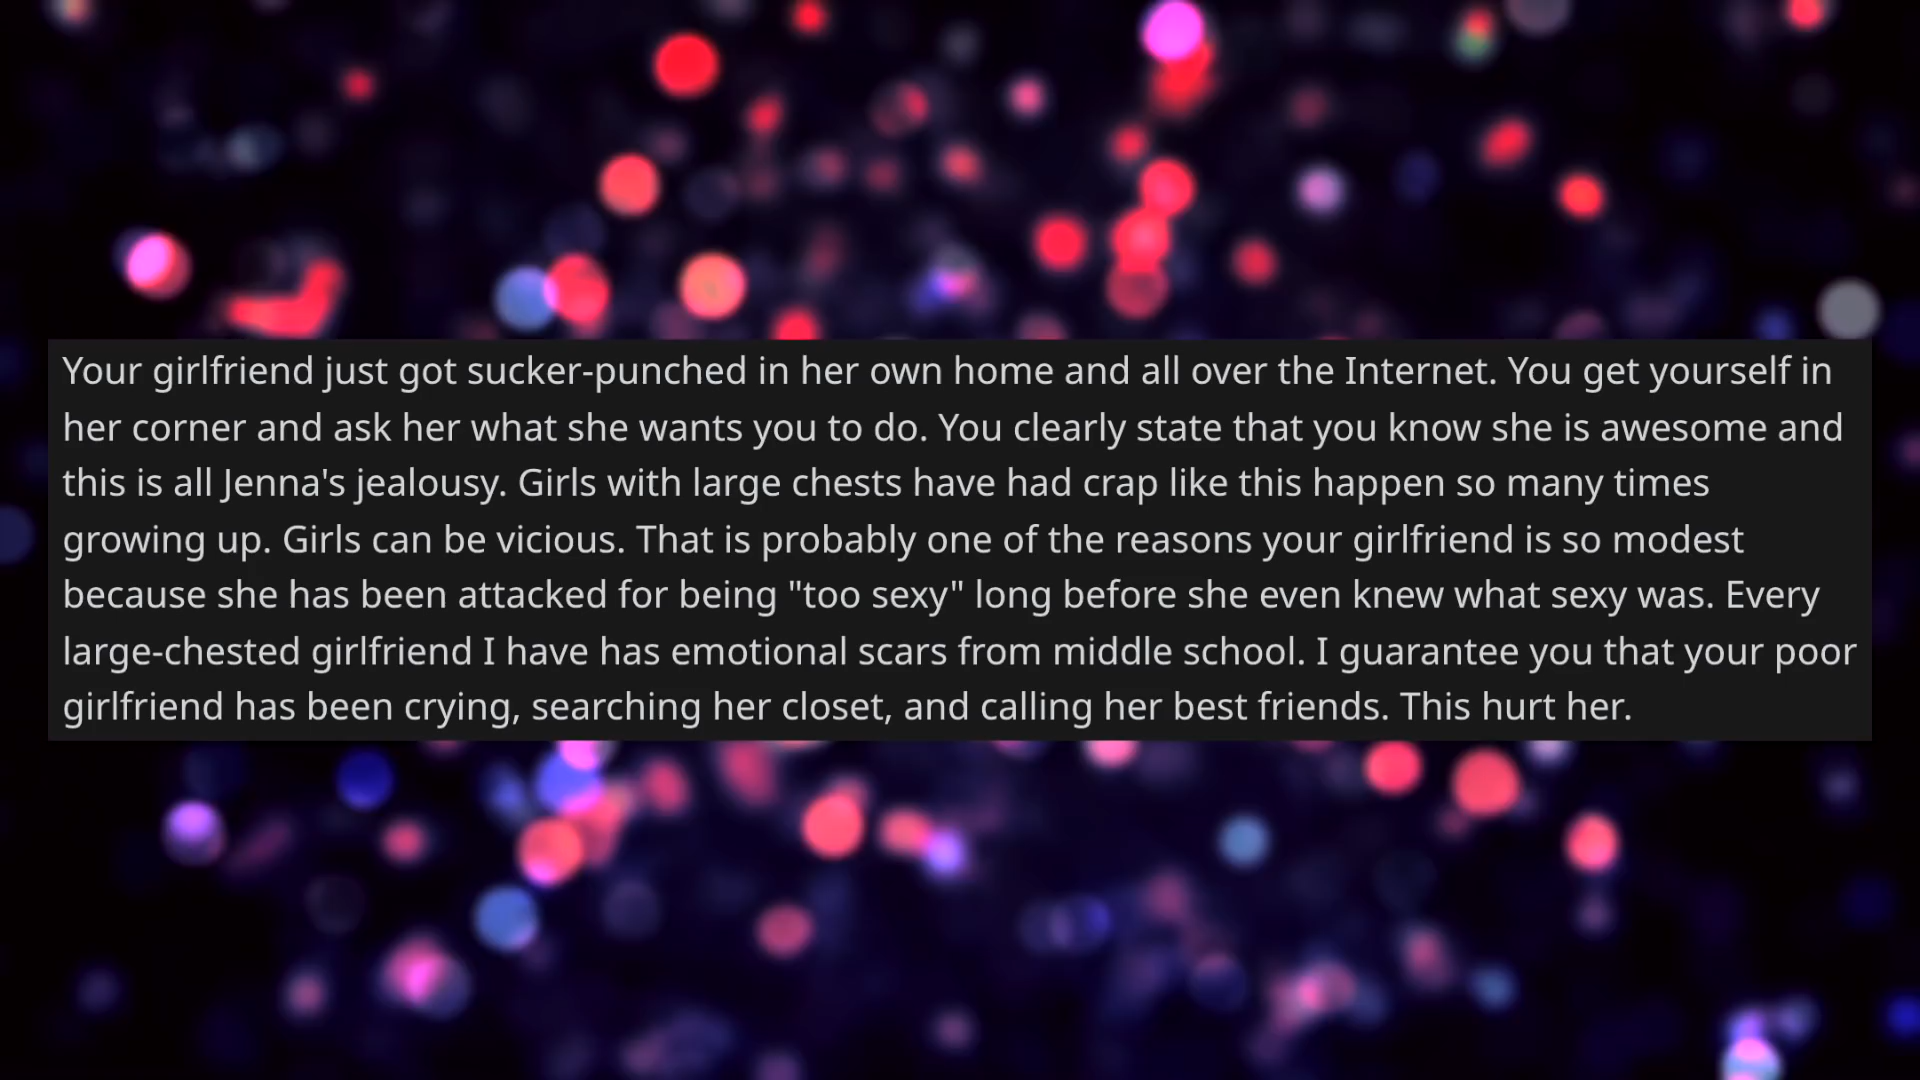 Your girlfriend just got sucker-punched in her own home and all over the Internet. You get yourself in
her corner and ask her what she wants you to do. You clearly state that you know she is awesome and
this is all Jenna's jealousy. Girls with large chests have had crap like this happen so many times
growing up. Girls can be vicious. That is probably one of the reasons your girlfriend is so modest
because she has been attacked for being "too sexy" long before she even knew what sexy was. Every
large-chested girlfriend I have has emotional scars from middle school. I guarantee you that your poor
girlfriend has been crying, searching her closet, and calling her best friends. This hurt her.